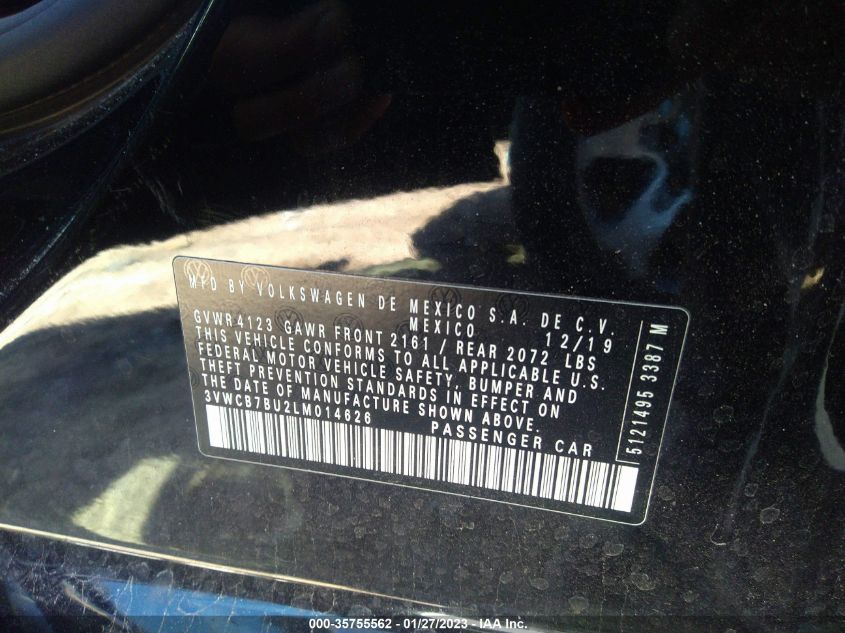 MFD BY VOLKSWAGEN DE MEXICO S.A. DE C.V.
MEXICO 12/19
GVWR 4123 GAWR FRONT 2161 / REAR 2072 LBS
THIS VEHICLE CONFORMS TO ALL APPLICABLE U.S.
FEDERAL MOTOR VEHICLE SAFETY, BUMPER AND
THEFT PREVENTION STANDARDS IN EFFECT ON
THE DATE OF MANUFACTURE SHOWN ABOVE.
3VWCB7BU2LM014626 PASSENGER CAR
5121495 3387 M
000-35755562 - 01/27/2023 - IAA Inc.